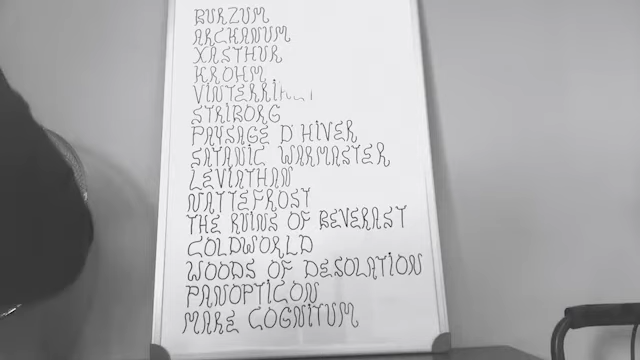 BURZUM
ARCKANUM
XASTHUR
KROHM
STRIBORG
PAYSAGE D'HIVER
SATANIC WARMASTER
LEVIATHAN
NATTEFROST
THE RUINS OF BEVERAST
COLDWORLD
WOODS OF DESOLATION
PANOPTICON
MARE COGNITUM